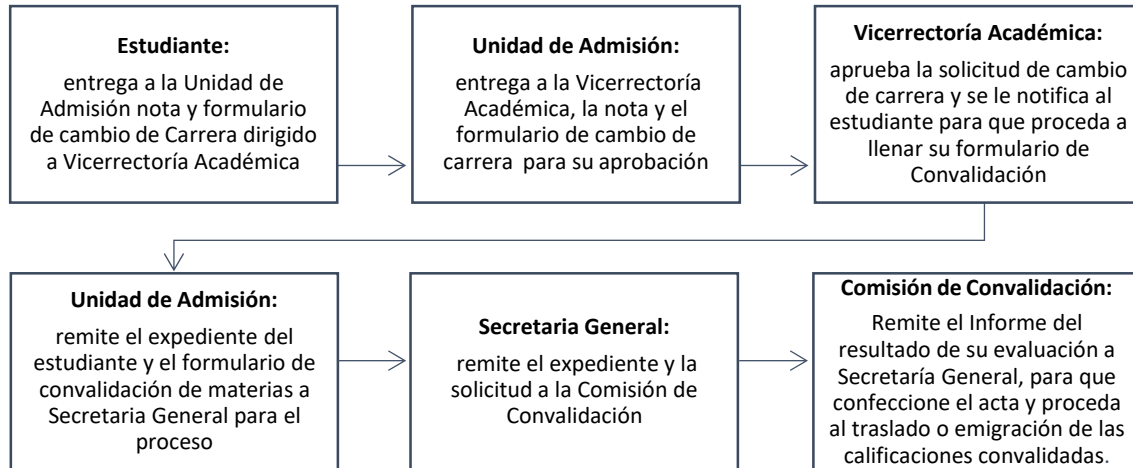 Estudiante:
entrega a la Unidad de
Admisión nota y formulario
de cambio de Carrera dirigido
a Vicerrectoría Académica
Unidad de Admisión:
entrega a la Vicerrectoría
Académica, la nota y el
formulario de cambio de
carrera para su aprobación
Vicerrectoría Académica:
aprueba la solicitud de cambio
de carrera y se le notifica al
estudiante para que proceda a
llenar su formulario de
Convalidación
Unidad de Admisión:
remite el expediente del
estudiante y el formulario de
convalidación de materias a
Secretaria General para el
proceso
Secretaria General:
remite el expediente y la
solicitud a la Comisión de
Convalidación
Comisión de Convalidación:
Remite el Informe del
resultado de su evaluación a
Secretaría General, para que
confeccione el acta y proceda
al traslado o emigración de las
calificaciones convalidadas.